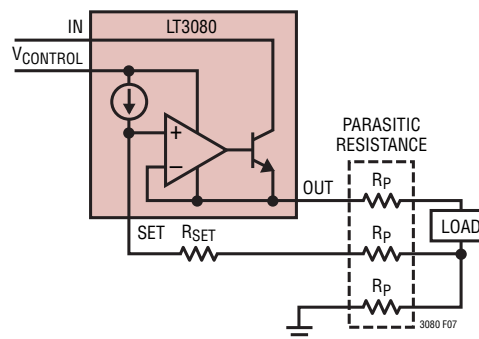 IN
LT3080
VCONTROL
+
–
PARASITIC
RESISTANCE
OUT
RP
LOAD
SET
RSET
RP
RP
3080 F07